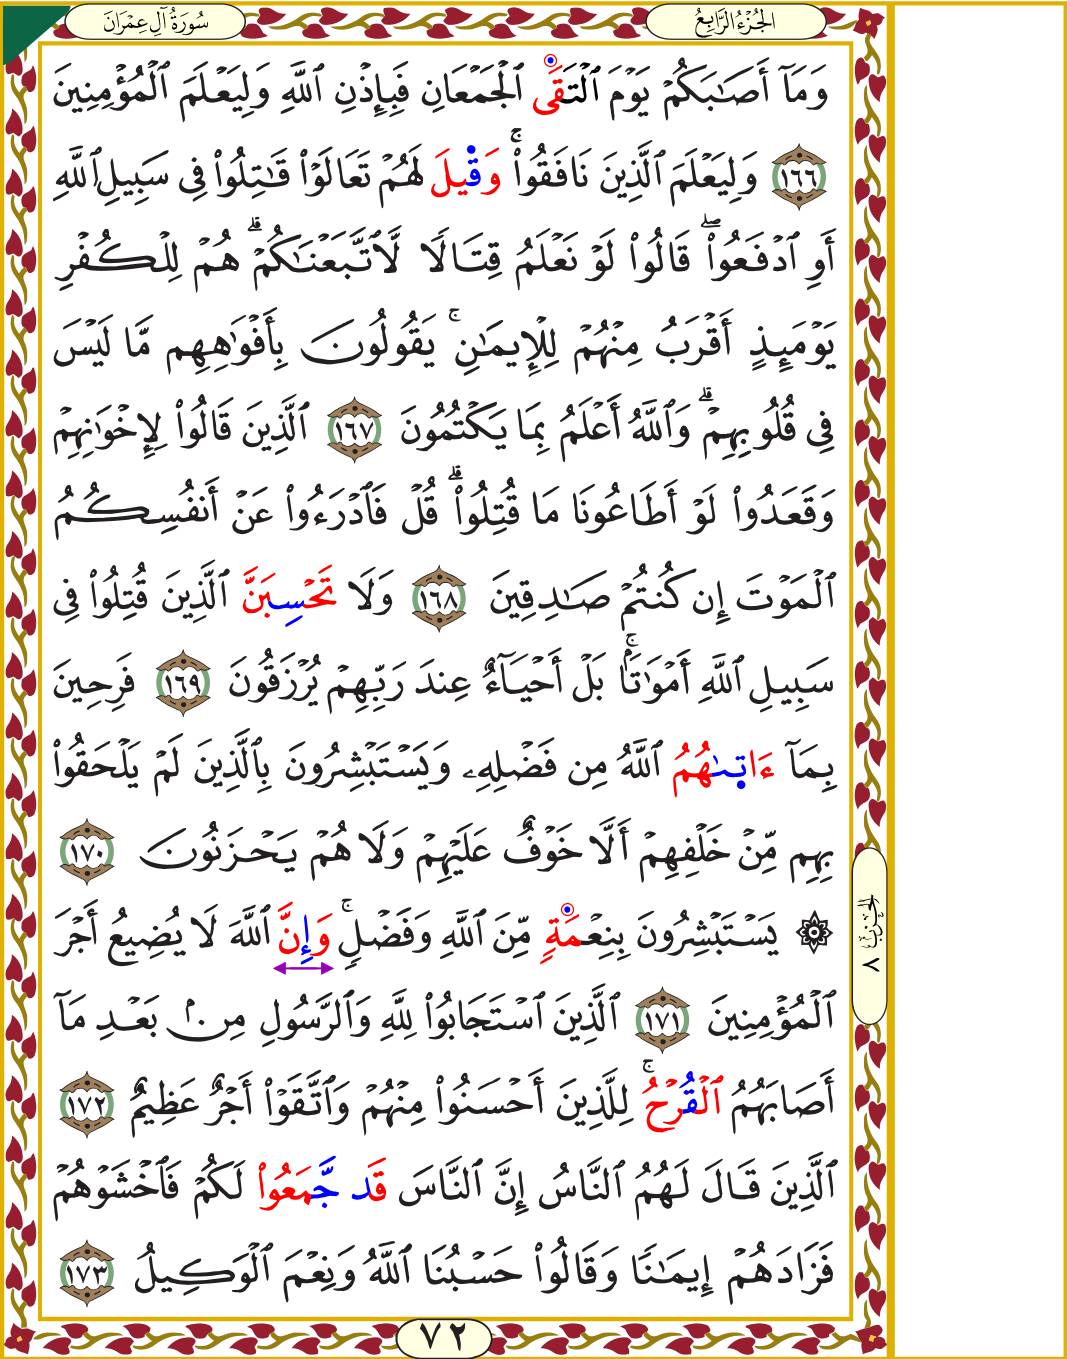 سُورَةُ آلِ عِمْرَانَ
الجُزْءُ الرَّابِعُ
وَمَآ أَصَٰبَكُمْ يَوْمَ ٱلْتَقَى ٱلْجَمْعَانِ فَبِإِذْنِ ٱللَّهِ وَلِيَعْلَمَ ٱلْمُؤْمِنِينَ
١٦٦ وَلِيَعْلَمَ ٱلَّذِينَ نَافَقُوا۟ ۚ وَقِيلَ لَهُمْ تَعَالَوْا۟ قَٰتِلُوا۟ فِى سَبِيلِ ٱللَّهِ
أَوِ ٱدْفَعُوا۟ ۖ قَالُوا۟ لَوْ نَعْلَمُ قِتَالًا لَّٱتَّبَعْنَٰكُمْ ۗ هُمْ لِلْكُفْرِ
يَوْمَئِذٍ أَقْرَبُ مِنْهُمْ لِلْإِيمَٰنِ ۚ يَقُولُونَ بِأَفْوَٰهِهِم مَّا لَيْسَ
فِى قُلُوبِهِمْ ۗ وَٱللَّهُ أَعْلَمُ بِمَا يَكْتُمُونَ ١٦٧ ٱلَّذِينَ قَالُوا۟ لِإِخْوَٰنِهِمْ
وَقَعَدُوا۟ لَوْ أَطَاعُونَا مَا قُتِلُوا۟ ۗ قُلْ فَٱدْرَءُوا۟ عَنْ أَنفُسِكُمُ
ٱلْمَوْتَ إِن كُنتُمْ صَٰدِقِينَ ١٦٨ وَلَا تَحْسِبَنَّ ٱلَّذِينَ قُتِلُوا۟ فِى
سَبِيلِ ٱللَّهِ أَمْوَٰتًۢا ۚ بَلْ أَحْيَآءٌ عِندَ رَبِّهِمْ يُرْزَقُونَ ١٦٩ فَرِحِينَ
بِمَآ ءَاتىٰهُمُ ٱللَّهُ مِن فَضْلِهِۦ وَيَسْتَبْشِرُونَ بِٱلَّذِينَ لَمْ يَلْحَقُوا۟
بِهِم مِّنْ خَلْفِهِمْ أَلَّا خَوْفٌ عَلَيْهِمْ وَلَا هُمْ يَحْزَنُونَ ١٧٠
۞ يَسْتَبْشِرُونَ بِنِعْمَةٍ مِّنَ ٱللَّهِ وَفَضْلٍ ۚ وَإِنَّ ٱللَّهَ لَا يُضِيعُ أَجْرَ
ٱلْمُؤْمِنِينَ ١٧١ ٱلَّذِينَ ٱسْتَجَابُوا۟ لِلَّهِ وَٱلرَّسُولِ مِنۢ بَعْدِ مَآ
أَصَابَهُمُ ٱلْقُرْحُ ۚ لِلَّذِينَ أَحْسَنُوا۟ مِنْهُمْ وَٱتَّقَوْا۟ أَجْرٌ عَظِيمٌ ١٧٢
ٱلَّذِينَ قَالَ لَهُمُ ٱلنَّاسُ إِنَّ ٱلنَّاسَ قَد جَّمَعُوا۟ لَكُمْ فَٱخْشَوْهُمْ
فَزَادَهُمْ إِيمَٰنًا وَقَالُوا۟ حَسْبُنَا ٱللَّهُ وَنِعْمَ ٱلْوَكِيلُ ١٧٣
الحِزْبُ ٧
٧٢